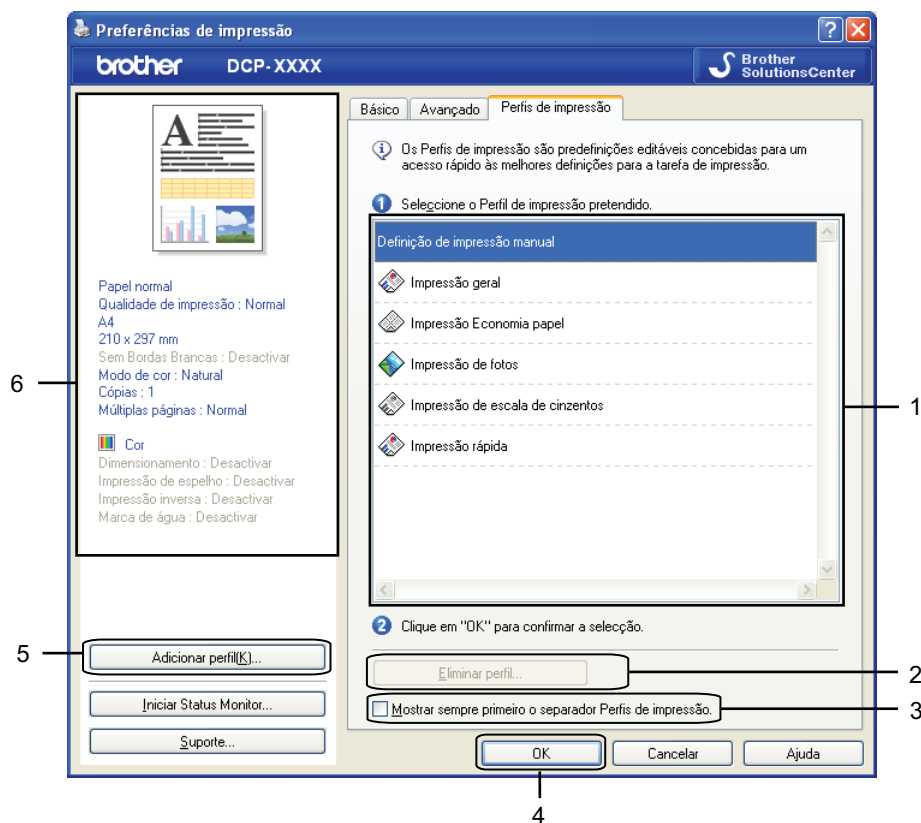 Preferências de impressão
brother DCP-XXXX
Brother
SolutionsCenter
A
Papel normal
Qualidade de impressão : Normal
A4
210 x 297 mm
Sem Bordas Brancas : Desactivar
Modo de cor : Natural
Cópias : 1
Múltiplas páginas : Normal
Cor
Dimensionamento : Desactivar
Impressão de espelho : Desactivar
Impressão inversa : Desactivar
Marca de água : Desactivar
6
Adicionar perfil(K)...
5
Iniciar Status Monitor...
Suporte...
Básico Avançado Perfis de impressão
Os Perfis de impressão são predefinições editáveis concebidas para um
acesso rápido às melhores definições para a tarefa de impressão.
1 Seleccione o Perfil de impressão pretendido.
Definição de impressão manual
Impressão geral
Impressão Economia papel
Impressão de fotos
Impressão de escala de cinzentos
Impressão rápida
1
2 Clique em "OK" para confirmar a selecção.
Eliminar perfil...
2
Mostrar sempre primeiro o separador Perfis de impressão.
3
OK Cancelar Ajuda
4